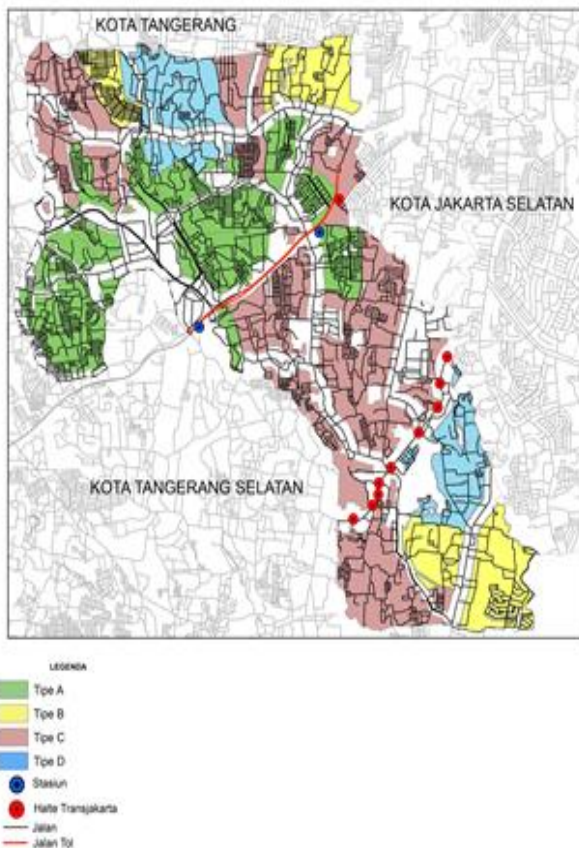 KOTA TANGERANG
KOTA JAKARTA SELATAN
KOTA TANGERANG SELATAN
LEGENDA
Tipe A
Tipe B
Tipe C
Tipe D
Stasiun
Halte Transjakarta
Jalan
Jalan Tol